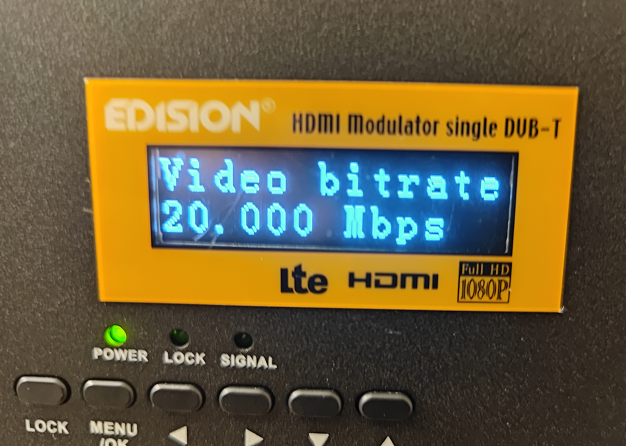 EDISION®
HDMI Modulator single DVB-T
Video bitrate
20.000 Mbps
Lte HDMI Full HD 1080P
POWER LOCK SIGNAL
LOCK MENU /OK ◀ ▶ ▼ ▲